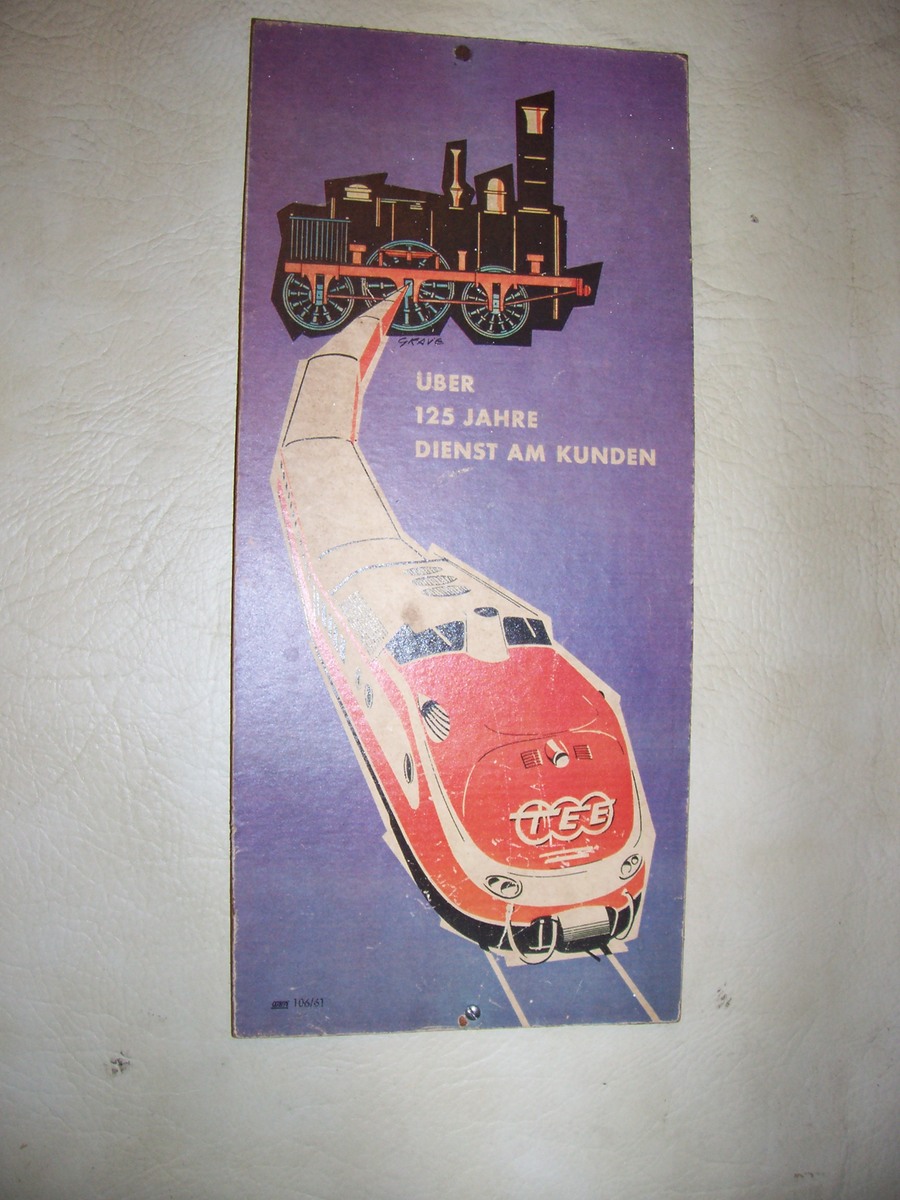 GRAVE
ÜBER
125 JAHRE
DIENST AM KUNDEN
TEE
106/61